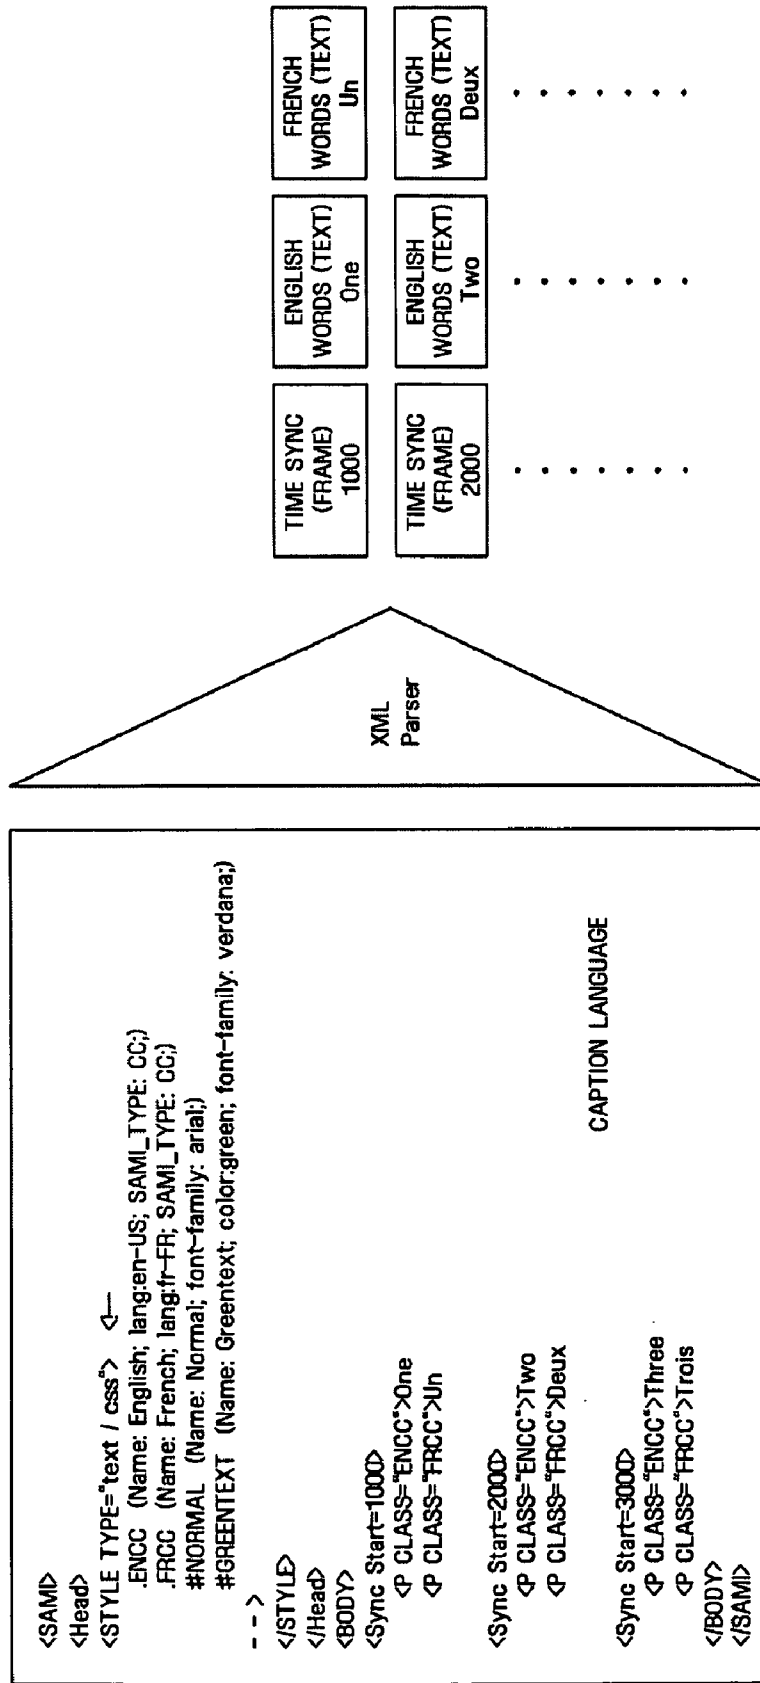 <SAMI>
<Head>
<STYLE TYPE="text / css"> <!—
.ENCC (Name: English; lang:en-US; SAMI_TYPE: CC;)
.FRCC (Name: French; lang:fr-FR; SAMI_TYPE: CC;)
#NORMAL (Name: Normal; font-family: arial;)
#GREENTEXT (Name: Greentext; color:green; font-family: verdana;)
- - >
</STYLE>
</Head>
<BODY>
<Sync Start=1000>
<P CLASS="ENCC">One
<P CLASS="FRCC">Un
<Sync Start=2000>
<P CLASS="ENCC">Two
<P CLASS="FRCC">Deux
CAPTION LANGUAGE
<Sync Start=3000>
<P CLASS="ENCC">Three
<P CLASS="FRCC">Trois
</BODY>
</SAMI>
XML
Parser
TIME SYNC
(FRAME)
1000
ENGLISH
WORDS (TEXT)
One
FRENCH
WORDS (TEXT)
Un
TIME SYNC
(FRAME)
2000
ENGLISH
WORDS (TEXT)
Two
FRENCH
WORDS (TEXT)
Deux